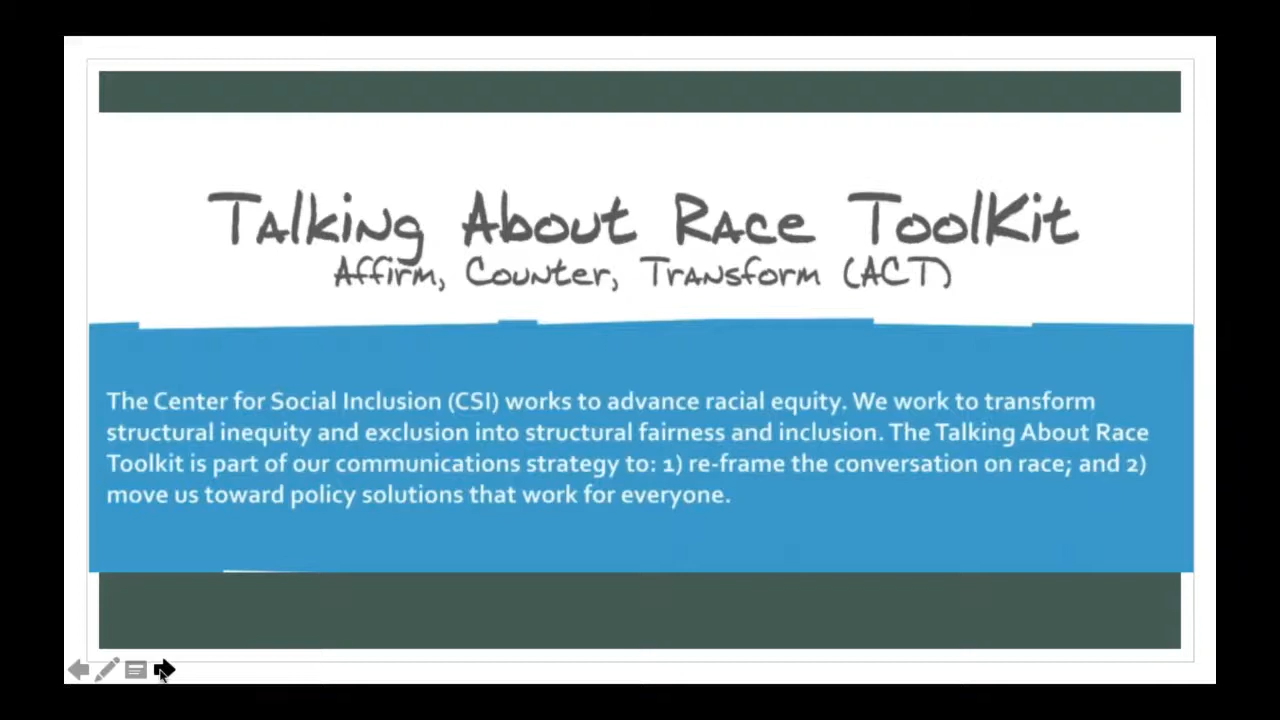 Talking About Race ToolKit
Affirm, Counter, Transform (ACT)
The Center for Social Inclusion (CSI) works to advance racial equity. We work to transform
structural inequity and exclusion into structural fairness and inclusion. The Talking About Race
Toolkit is part of our communications strategy to: 1) re-frame the conversation on race; and 2)
move us toward policy solutions that work for everyone.